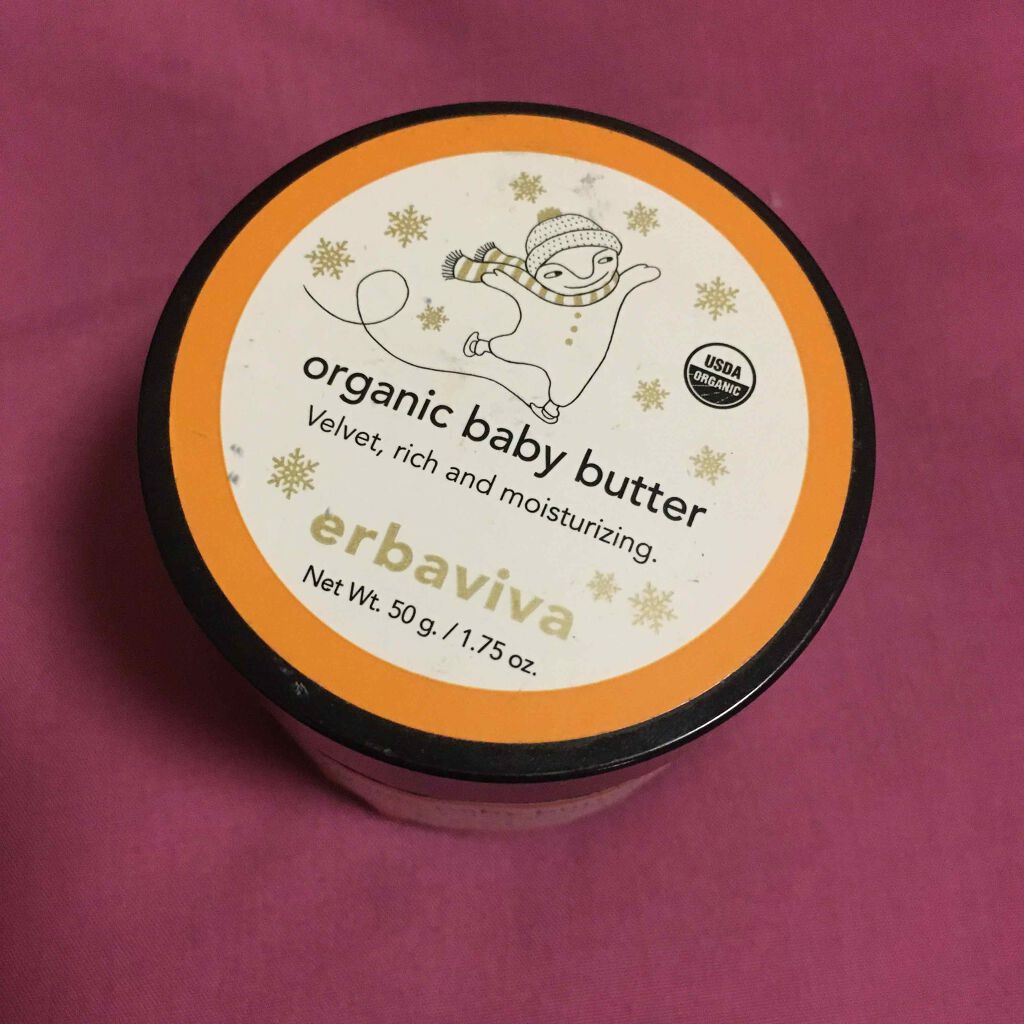 USDA
ORGANIC
organic baby butter
Velvet, rich and moisturizing.
erbaviva
Net Wt. 50 g. / 1.75 oz.